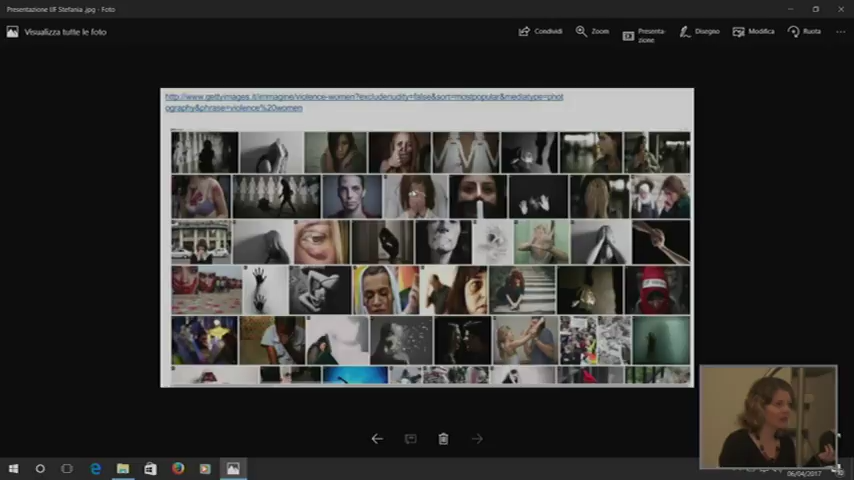 Presentazione IJF Stefania .jpg - Foto
Visualizza tutte le foto
Condividi
Zoom
Presenta-
zione
Disegno
Modifica
Ruota
http://www.gettyimages.it/immagine/violence-women?excludenudity=false&sort=mostpopular&mediatype=phot
ography&phrase=violence%20women
06/04/2017